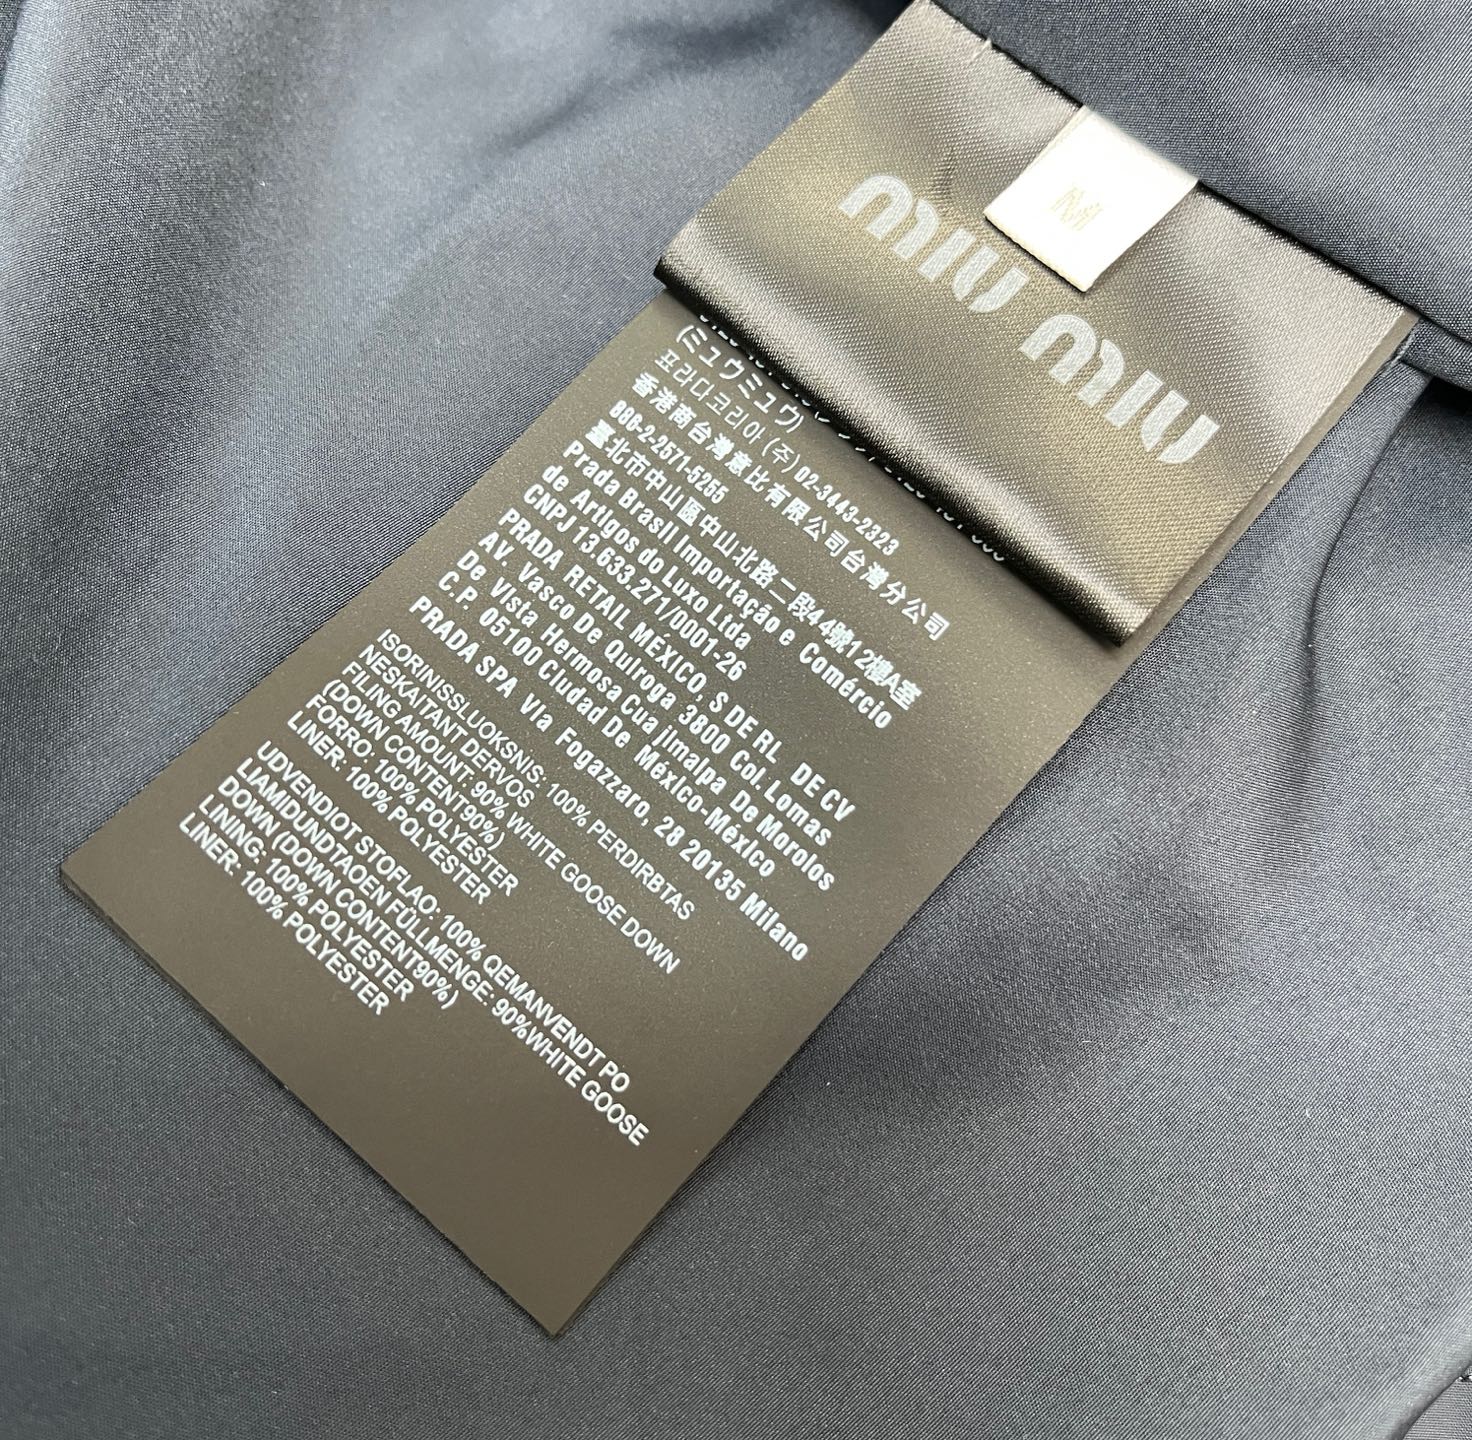 miu miu
M
(ミュウミュウ)
프라다코리아 (주) 02-3443-2323
香港商台灣意比有限公司台灣分公司
886-2-2571-5255
臺北市中山區中山北路二段44號12樓A室
Prada Brasil Importação e Comércio
de Artigos do Luxo Ltda
CNPJ 13.633.271/0001-26
PRADA RETAIL MÉXICO, S DE RL DE CV
AV. Vasco De Quiroga 3800 Col. Lomas
De Vista Hermosa Cuajimalpa De Morolos
C.P. 05100 Ciudad De México-México
PRADA SPA Via Fogazzaro, 28 20135 Milano
ISORINISSLUOKSNIS: 100% PERDIRBTAS
NESKAITANT DERVOS
FILING AMOUNT: 90% WHITE GOOSE DOWN
(DOWN CONTENT90%)
FORRO: 100% POLYESTER
LINER: 100% POLYESTER
UDVENDIOT STOFLAO: 100% QEMANVENDT PO
LIAMIDUNDTAOEN FÜLLMENGE: 90%WHITE GOOSE
DOWN (DOWN CONTENT90%)
LINING: 100% POLYESTER
LINER: 100% POLYESTER